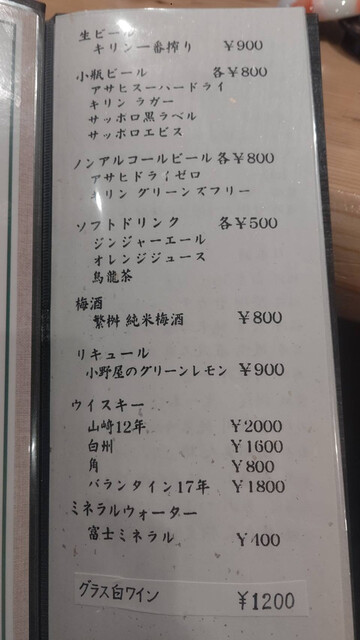 生ビール
キリン一番搾り ￥900
小瓶ビール 各￥800
アサヒスーパードライ
キリン ラガー
サッポロ黒ラベル
サッポロエビス
ノンアルコールビール 各￥800
アサヒドライゼロ
キリン グリーンズフリー
ソフトドリンク 各￥500
ジンジャーエール
オレンジジュース
烏龍茶
梅酒
繁桝 純米梅酒 ￥800
リキュール
小野屋のグリーンレモン ￥900
ウイスキー
山崎12年 ￥2000
白州 ￥1600
角 ￥800
バランタイン17年 ￥1800
ミネラルウォーター
富士ミネラル ￥400
グラス白ワイン ￥1200